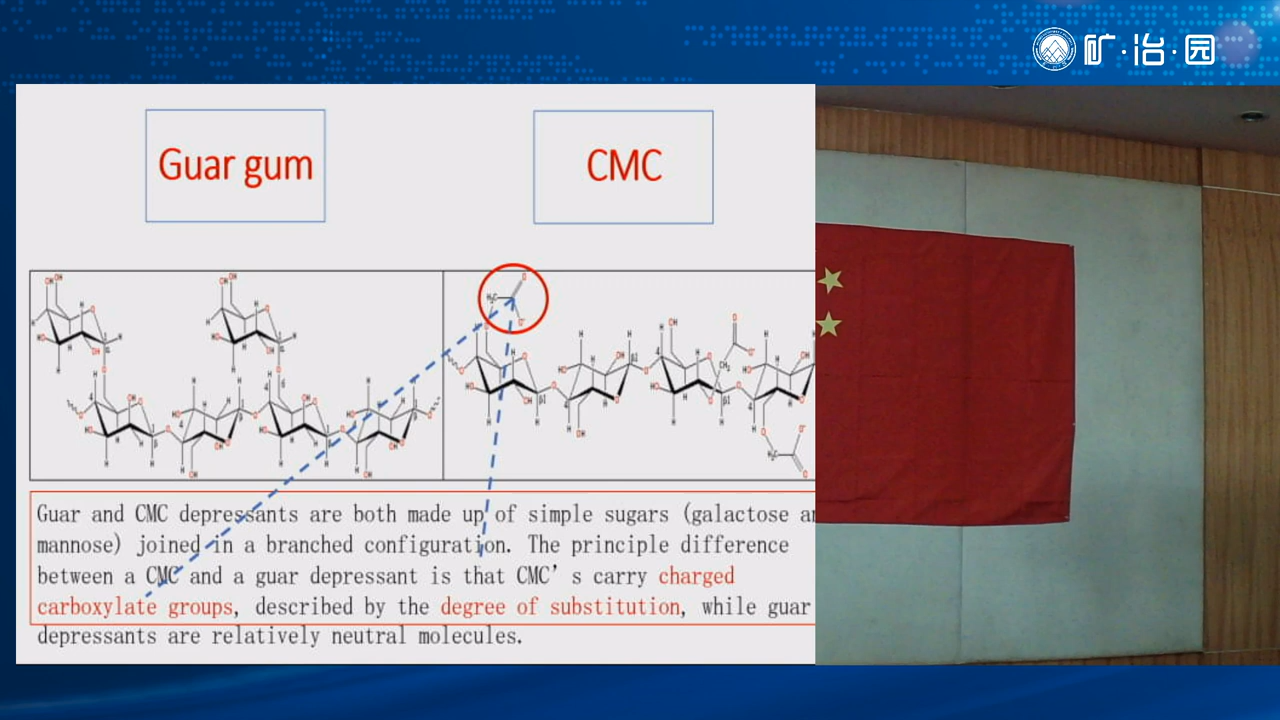 矿·冶·园
Guar gum
CMC
Guar and CMC depressants are both made up of simple sugars (galactose a
mannose) joined in a branched configuration. The principle difference
between a CMC and a guar depressant is that CMC’s carry charged
carboxylate groups, described by the degree of substitution, while guar
depressants are relatively neutral molecules.